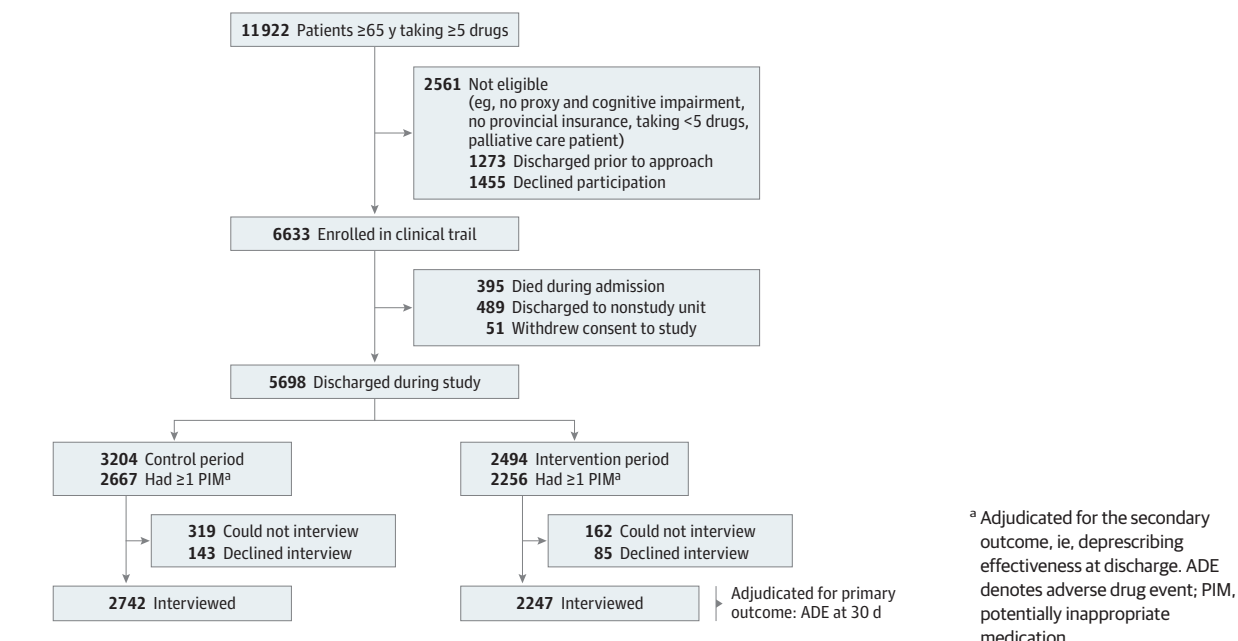 11922 Patients ≥65 y taking ≥5 drugs
2561 Not eligible
(eg, no proxy and cognitive impairment,
no provincial insurance, taking <5 drugs,
palliative care patient)
1273 Discharged prior to approach
1455 Declined participation
6633 Enrolled in clinical trail
395 Died during admission
489 Discharged to nonstudy unit
51 Withdrew consent to study
5698 Discharged during study
3204 Control period
2667 Had ≥1 PIMa
2494 Intervention period
2256 Had ≥1 PIMa
319 Could not interview
143 Declined interview
162 Could not interview
85 Declined interview
2742 Interviewed
2247 Interviewed
Adjudicated for primary
outcome: ADE at 30 d
a Adjudicated for the secondary
outcome, ie, deprescribing
effectiveness at discharge. ADE
denotes adverse drug event; PIM,
potentially inappropriate
medication